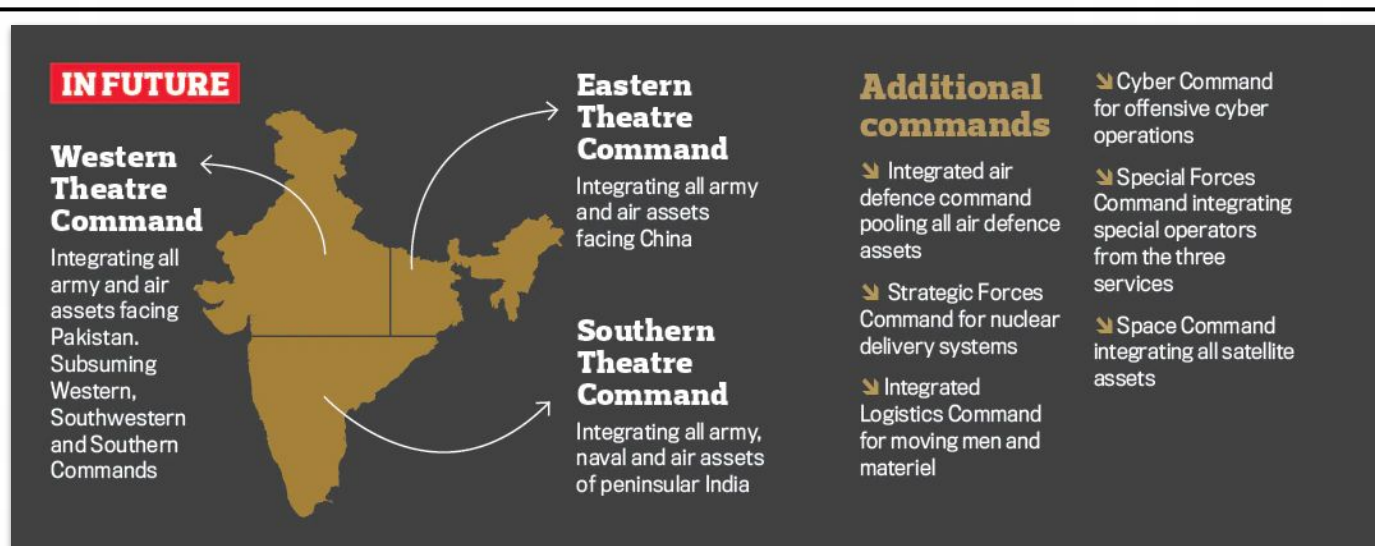 IN FUTURE
Western
Theatre
Command
Integrating all
army and air
assets facing
Pakistan.
Subsuming
Western,
Southwestern
and Southern
Commands
Eastern
Theatre
Command
Integrating all army
and air assets
facing China
Southern
Theatre
Command
Integrating all army,
naval and air assets
of peninsular India
Additional
commands
Integrated air
defence command
pooling all air defence
assets
Strategic Forces
Command for nuclear
delivery systems
Integrated
Logistics Command
for moving men and
materiel
Cyber Command
for offensive cyber
operations
Special Forces
Command integrating
special operators
from the three
services
Space Command
integrating all satellite
assets